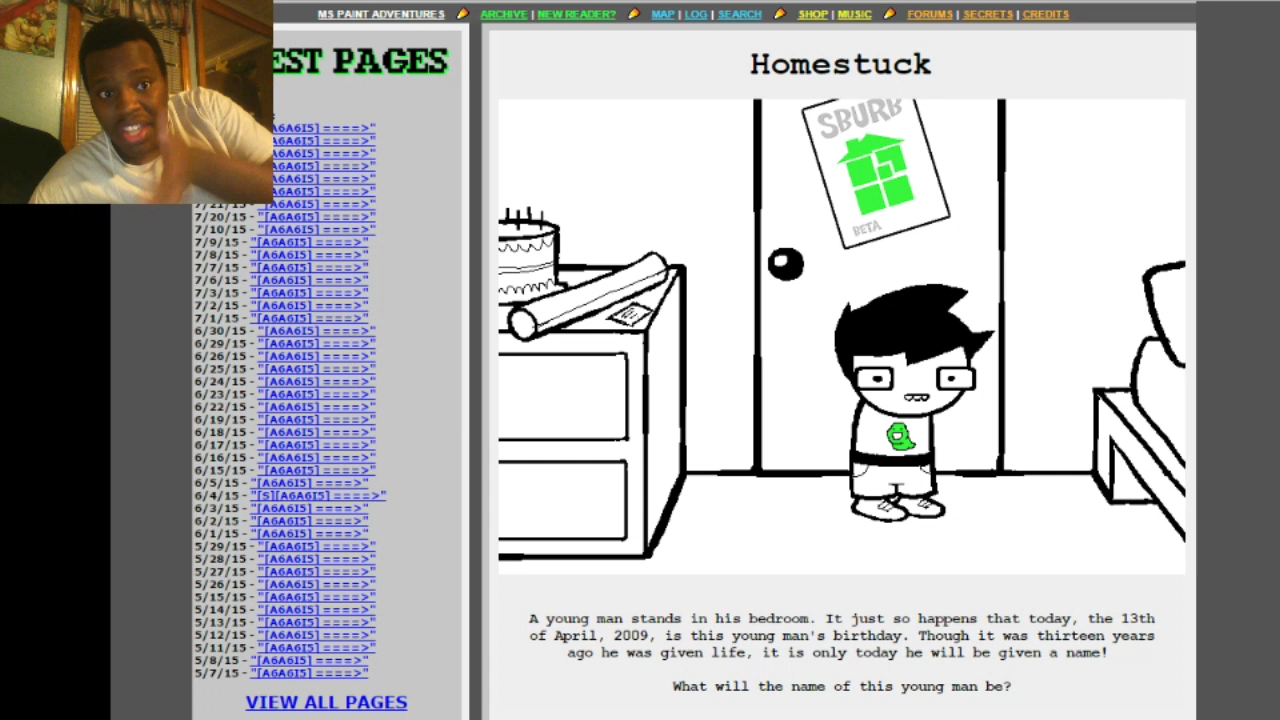 MS PAINT ADVENTURES ARCHIVE | NEW READER? MAP | LOG | SEARCH SHOP | MUSIC FORUMS | SECRETS | CREDITS
EST PAGES
[A6A6I5] ====>"
[A6A6I5] ====>"
[A6A6I5] ====>"
[A6A6I5] ====>"
[A6A6I5] ====>"
[A6A6I5] ====>"
7/21/15 - "[A6A6I5] ====>"
7/20/15 - "[A6A6I5] ====>"
7/10/15 - "[A6A6I5] ====>"
7/9/15 - "[A6A6I5] ====>"
7/8/15 - "[A6A6I5] ====>"
7/7/15 - "[A6A6I5] ====>"
7/6/15 - "[A6A6I5] ====>"
7/3/15 - "[A6A6I5] ====>"
7/2/15 - "[A6A6I5] ====>"
7/1/15 - "[A6A6I5] ====>"
6/30/15 - "[A6A6I5] ====>"
6/29/15 - "[A6A6I5] ====>"
6/26/15 - "[A6A6I5] ====>"
6/25/15 - "[A6A6I5] ====>"
6/24/15 - "[A6A6I5] ====>"
6/23/15 - "[A6A6I5] ====>"
6/22/15 - "[A6A6I5] ====>"
6/19/15 - "[A6A6I5] ====>"
6/18/15 - "[A6A6I5] ====>"
6/17/15 - "[A6A6I5] ====>"
6/16/15 - "[A6A6I5] ====>"
6/15/15 - "[A6A6I5] ====>"
6/5/15 - "[A6A6I5] ====>"
6/4/15 - "[S][A6A6I5] ====>"
6/3/15 - "[A6A6I5] ====>"
6/2/15 - "[A6A6I5] ====>"
6/1/15 - "[A6A6I5] ====>"
5/29/15 - "[A6A6I5] ====>"
5/28/15 - "[A6A6I5] ====>"
5/27/15 - "[A6A6I5] ====>"
5/26/15 - "[A6A6I5] ====>"
5/15/15 - "[A6A6I5] ====>"
5/14/15 - "[A6A6I5] ====>"
5/13/15 - "[A6A6I5] ====>"
5/12/15 - "[A6A6I5] ====>"
5/11/15 - "[A6A6I5] ====>"
5/8/15 - "[A6A6I5] ====>"
5/7/15 - "[A6A6I5] ====>"
VIEW ALL PAGES
Homestuck
SBURB
BETA
A young man stands in his bedroom. It just so happens that today, the 13th
of April, 2009, is this young man's birthday. Though it was thirteen years
ago he was given life, it is only today he will be given a name!
What will the name of this young man be?